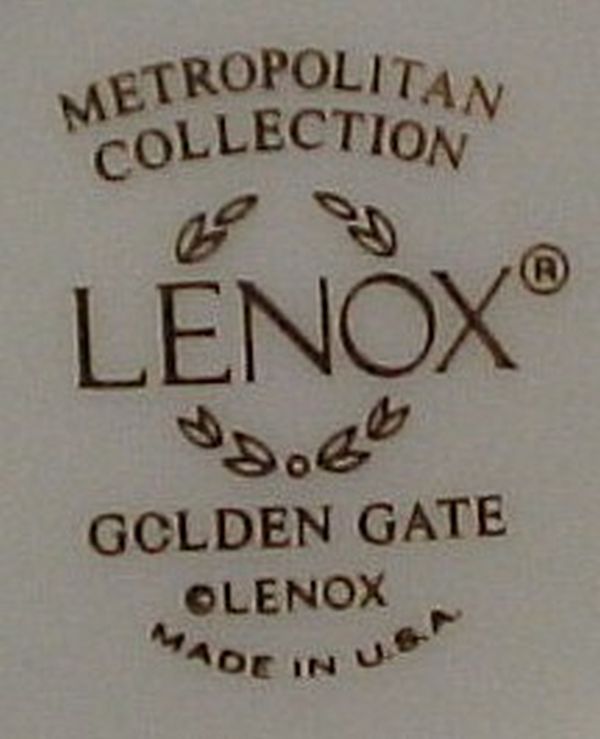 METROPOLITAN
COLLECTION
LENOX®
GOLDEN GATE
©LENOX
MADE IN U.S.A.